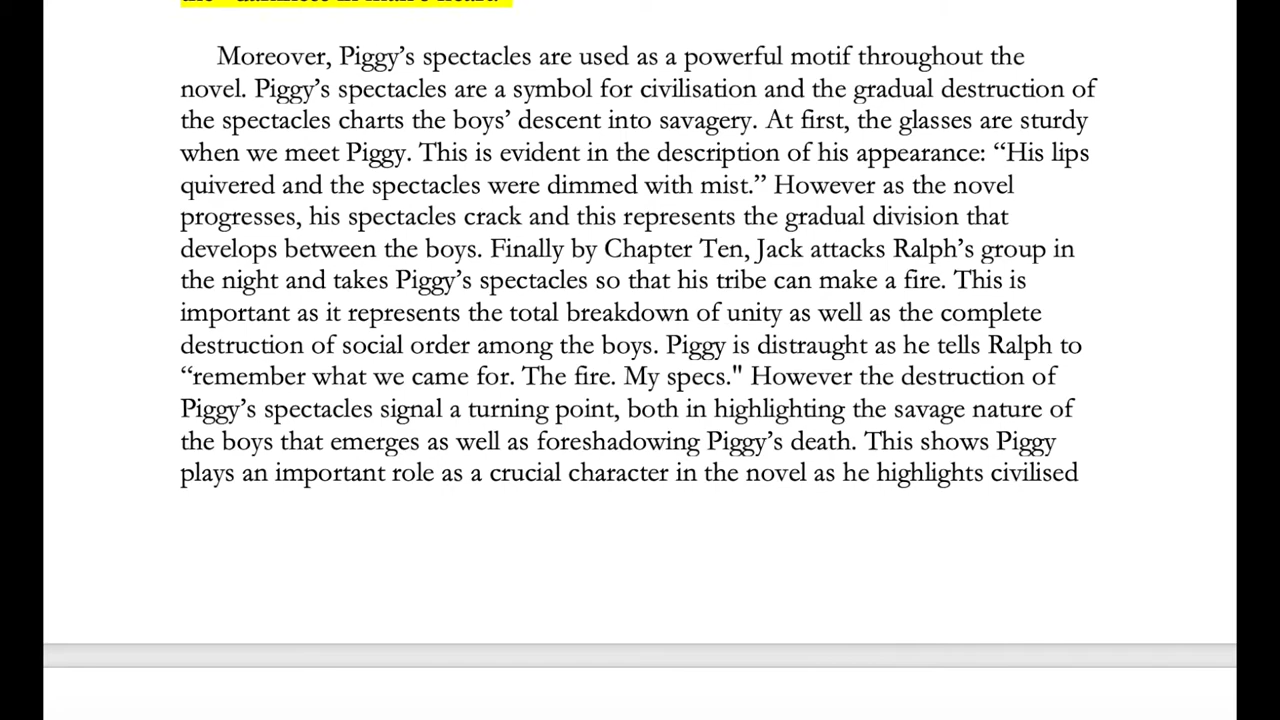 the "darkness in man's heart."
Moreover, Piggy’s spectacles are used as a powerful motif throughout the
novel. Piggy’s spectacles are a symbol for civilisation and the gradual destruction of
the spectacles charts the boys’ descent into savagery. At first, the glasses are sturdy
when we meet Piggy. This is evident in the description of his appearance: “His lips
quivered and the spectacles were dimmed with mist.” However as the novel
progresses, his spectacles crack and this represents the gradual division that
develops between the boys. Finally by Chapter Ten, Jack attacks Ralph’s group in
the night and takes Piggy’s spectacles so that his tribe can make a fire. This is
important as it represents the total breakdown of unity as well as the complete
destruction of social order among the boys. Piggy is distraught as he tells Ralph to
“remember what we came for. The fire. My specs." However the destruction of
Piggy’s spectacles signal a turning point, both in highlighting the savage nature of
the boys that emerges as well as foreshadowing Piggy’s death. This shows Piggy
plays an important role as a crucial character in the novel as he highlights civilised